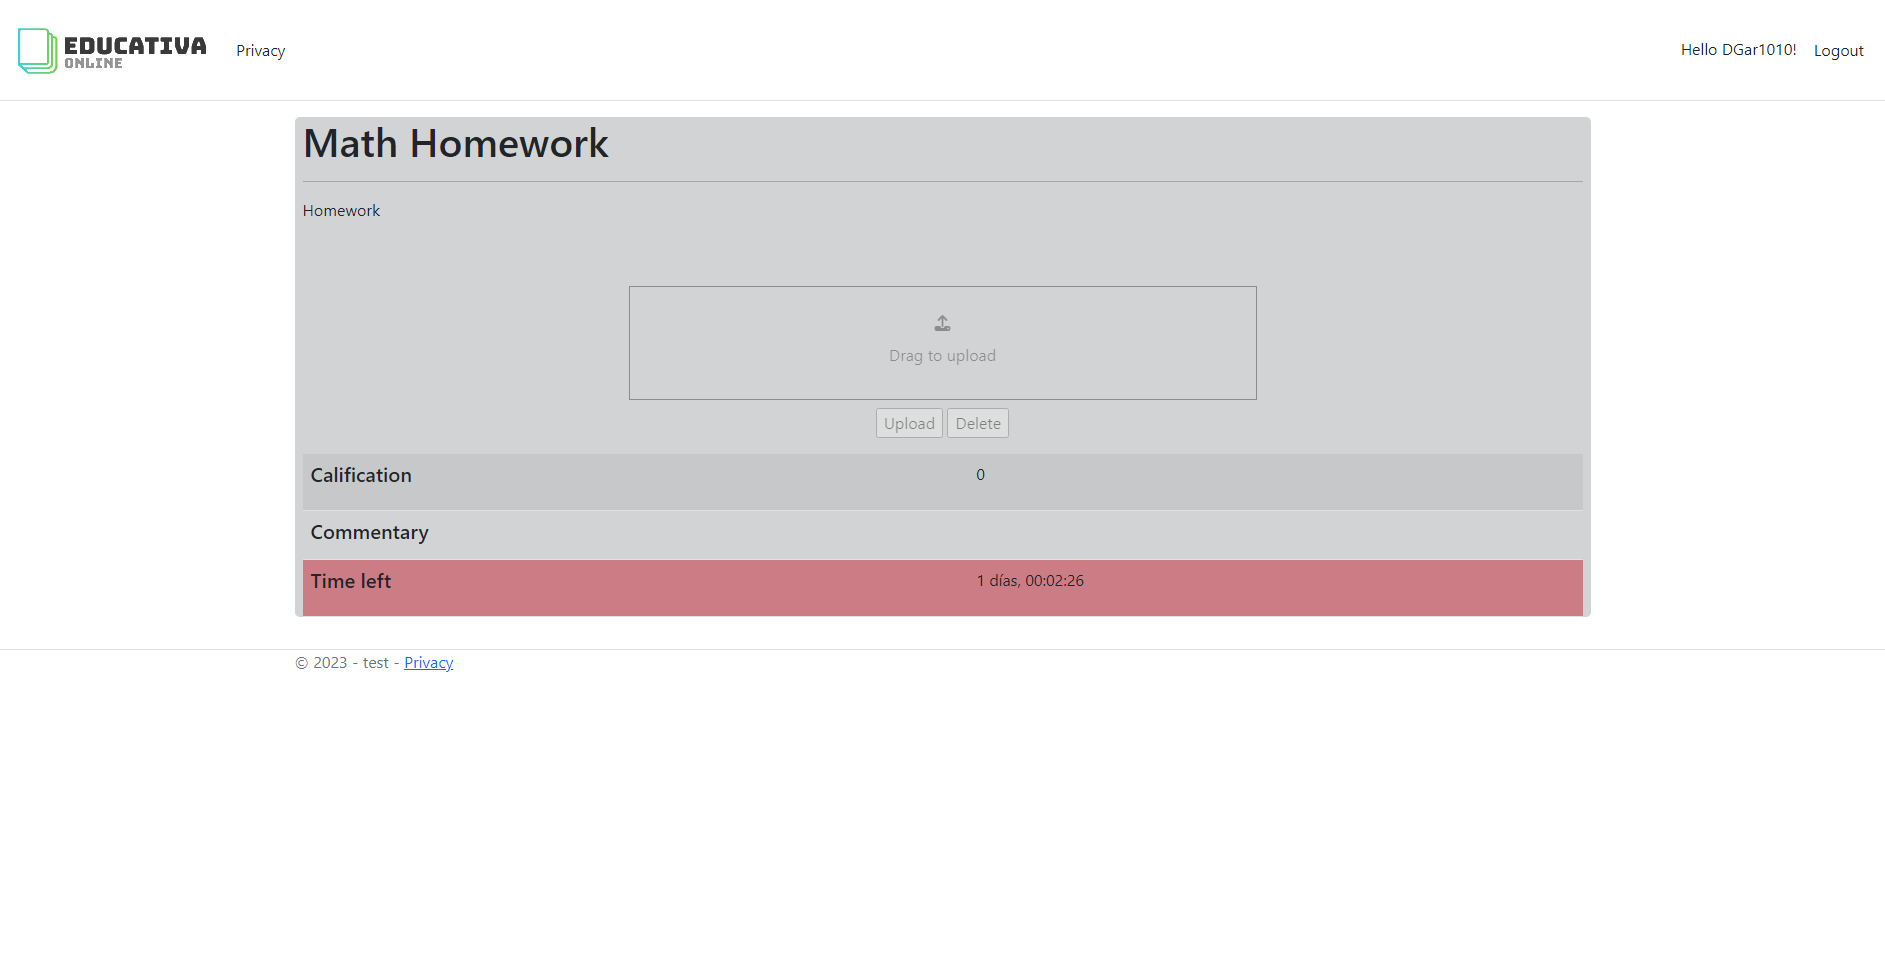 EDUCATIVA
ONLINE
Privacy
Hello DGar1010!
Logout
Math Homework
Homework
Drag to upload
Upload
Delete
Calification
0
Commentary
Time left
1 días, 00:02:26
© 2023 - test - Privacy